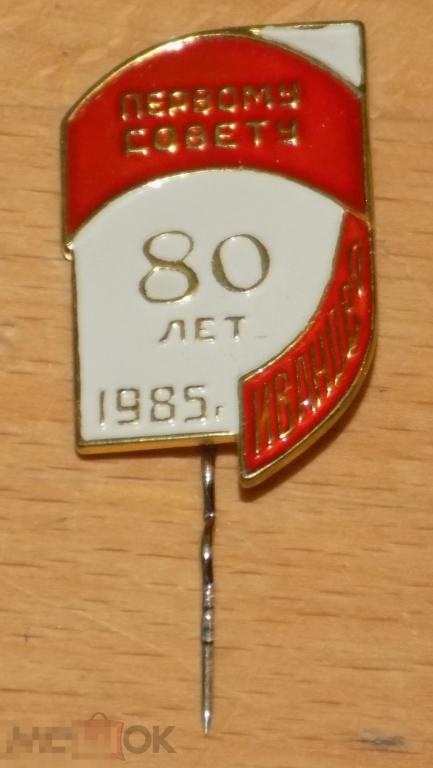 ПЕРВОМУ
СОВЕТУ
80
ЛЕТ
1985г
ИВАНОВО